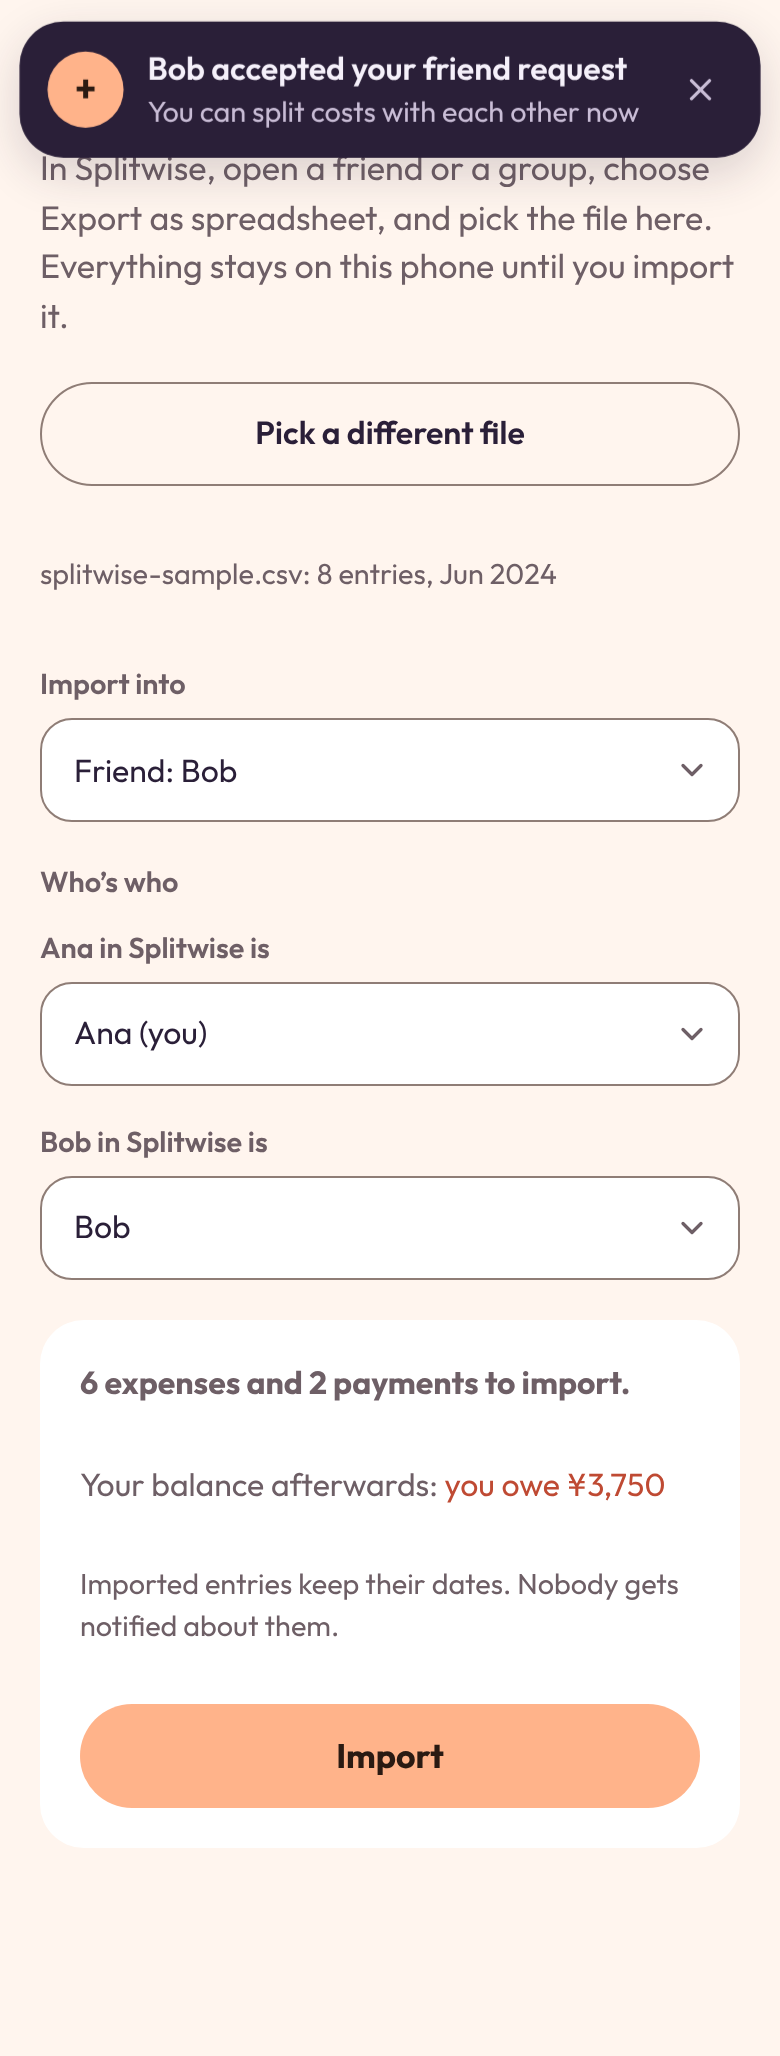 +
Bob accepted your friend request
You can split costs with each other now
In Splitwise, open a friend or a group, choose
Export as spreadsheet, and pick the file here.
Everything stays on this phone until you import
it.
Pick a different file
splitwise-sample.csv: 8 entries, Jun 2024
Import into
Friend: Bob
Who’s who
Ana in Splitwise is
Ana (you)
Bob in Splitwise is
Bob
6 expenses and 2 payments to import.
Your balance afterwards: you owe ¥3,750
Imported entries keep their dates. Nobody gets
notified about them.
Import